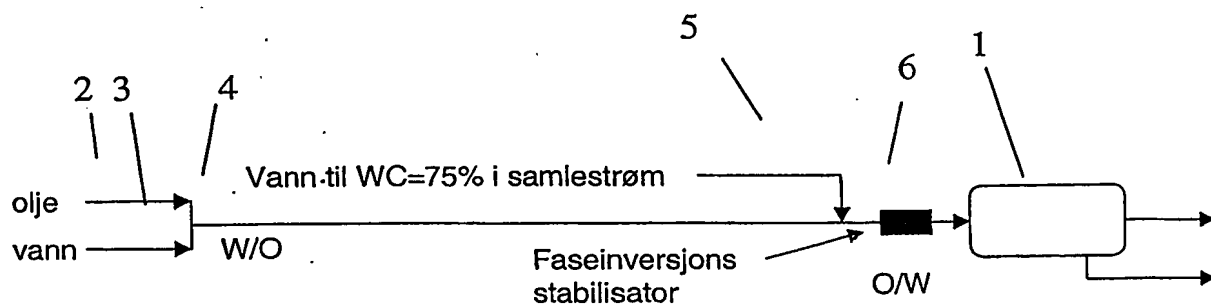 5
6
1
2 3 4
Vann til WC=75% i samlestrøm
olje
vann
W/O
Faseinversjons
stabilisator
O/W